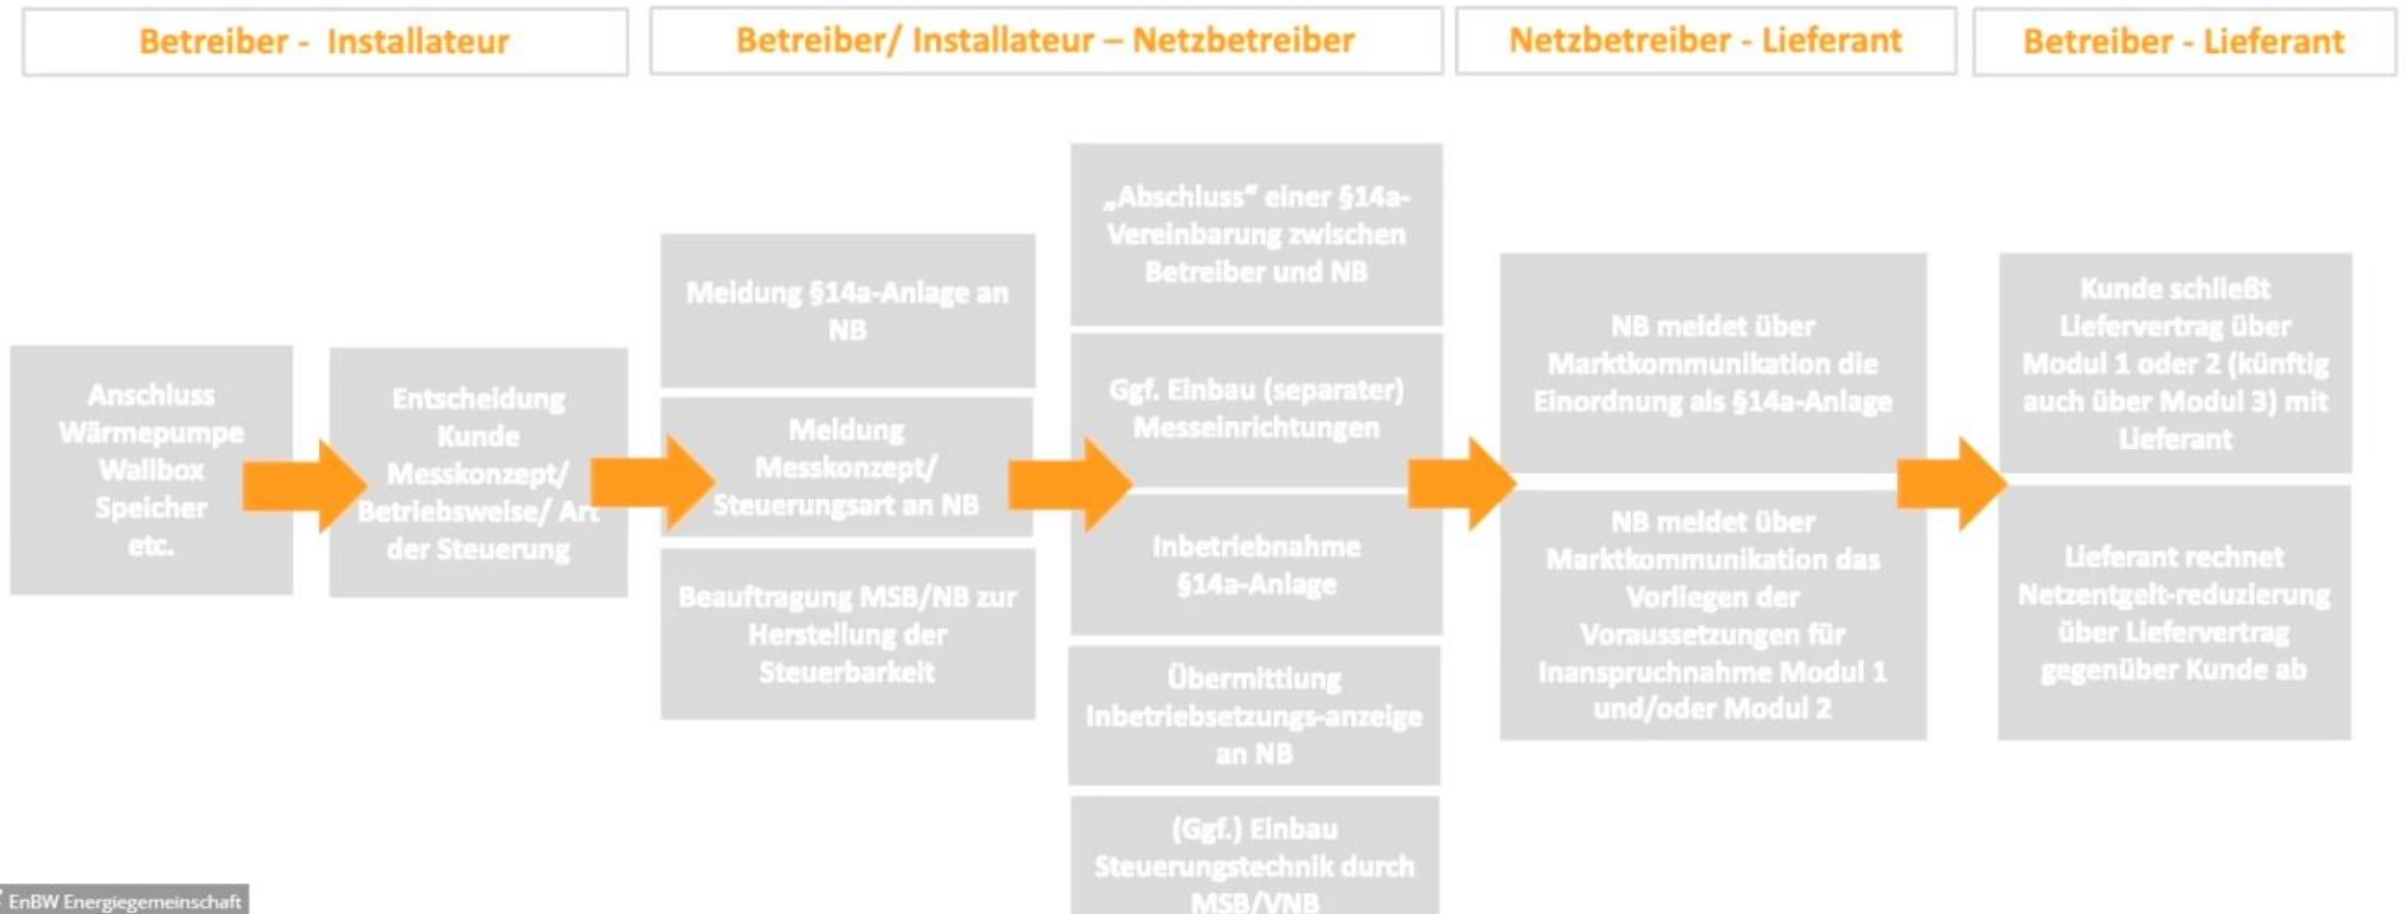 Betreiber - Installateur
Betreiber/ Installateur – Netzbetreiber
Netzbetreiber - Lieferant
Betreiber - Lieferant
Anschluss
Wärmepumpe
Wallbox
Speicher
etc.
Entscheidung
Kunde
Messkonzept/
Betriebsweise/ Art
der Steuerung
Meldung §14a-Anlage an
NB
Meldung
Messkonzept/
Steuerungsart an NB
Beauftragung MSB/NB zur
Herstellung der
Steuerbarkeit
„Abschluss“ einer §14a-
Vereinbarung zwischen
Betreiber und NB
Ggf. Einbau (separater)
Messeinrichtungen
Inbetriebnahme
§14a-Anlage
Übermittlung
Inbetriebsetzungs-anzeige
an NB
(Ggf.) Einbau
Steuerungstechnik durch
MSB/VNB
NB meldet über
Marktkommunikation die
Einordnung als §14a-Anlage
NB meldet über
Marktkommunikation das
Vorliegen der
Voraussetzungen für
Inanspruchnahme Modul 1
und/oder Modul 2
Kunde schließt
Liefervertrag über
Modul 1 oder 2 (künftig
auch über Modul 3) mit
Lieferant
Lieferant rechnet
Netzentgelt-reduzierung
über Liefervertrag
gegenüber Kunde ab
EnBW Energiegemeinschaft